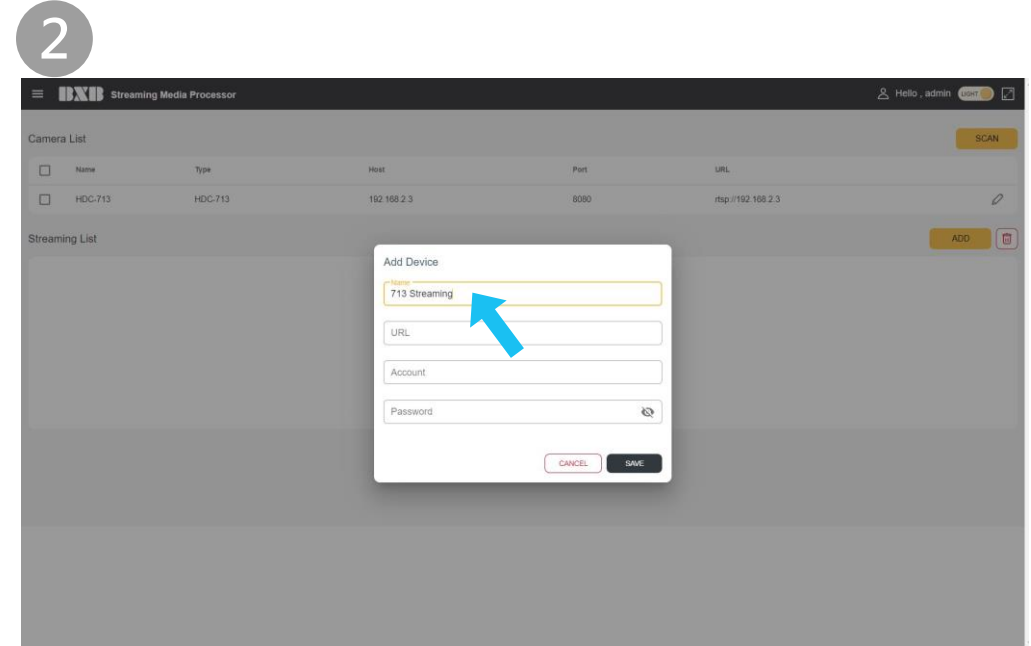 2
BXB Streaming Media Processor Hello , admin LIGHT
Camera List SCAN
Name Type Host Port URL
HDC-713 HDC-713 192.168.2.3 8080 rtsp://192.168.2.3
Streaming List ADD
Add Device
Name
713 Streaming
URL
Account
Password
CANCEL SAVE